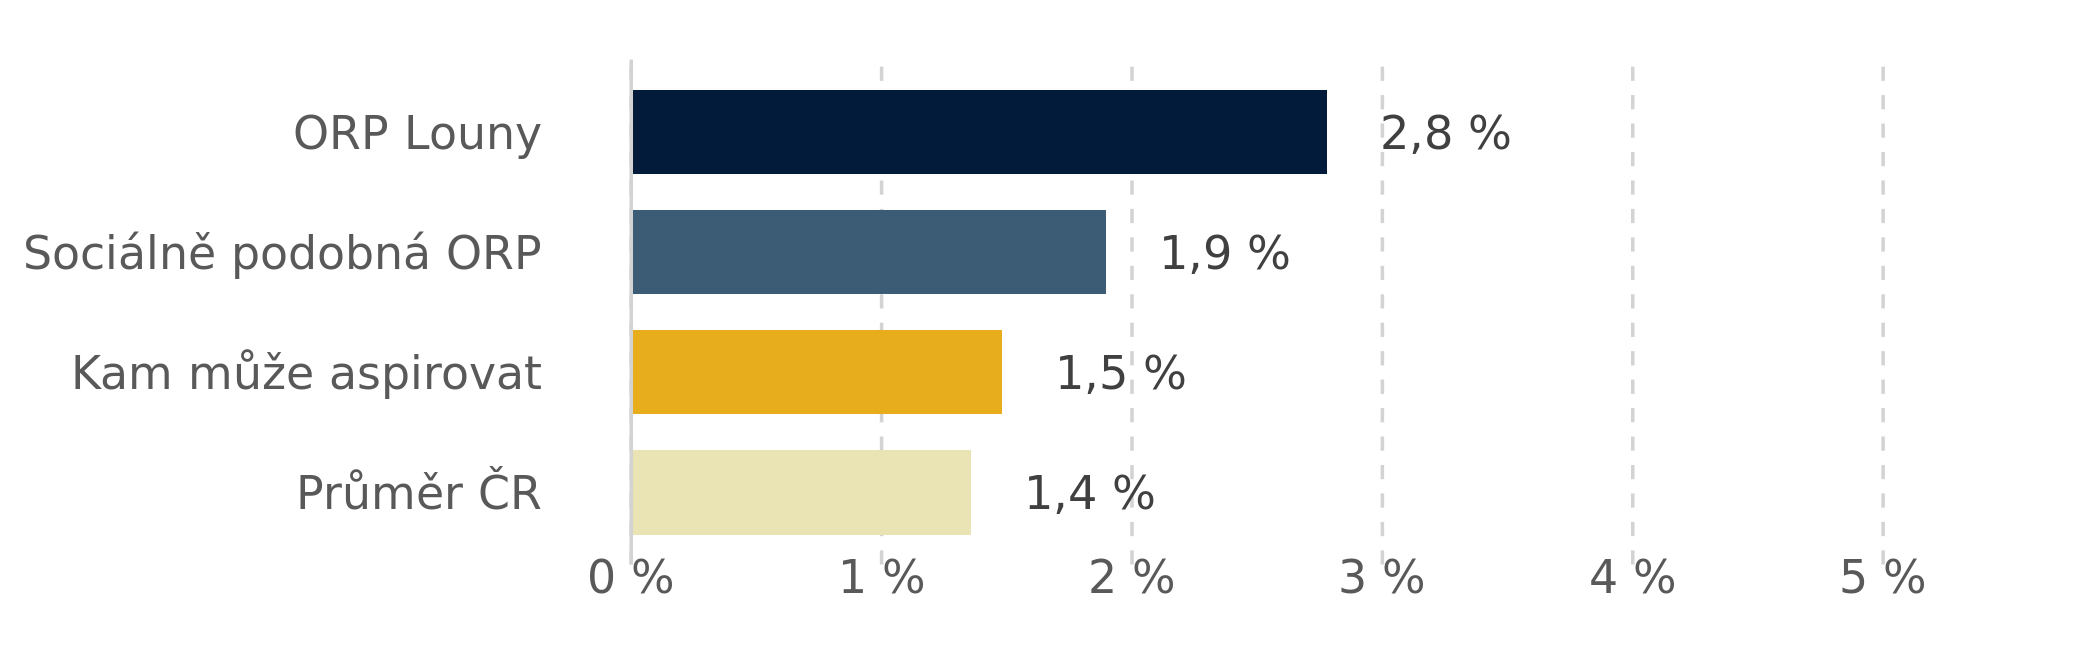 ORP Louny 2,8 %
Sociálně podobná ORP 1,9 %
Kam může aspirovat 1,5 %
Průměr ČR 1,4 %
0 % 1 % 2 % 3 % 4 % 5 %